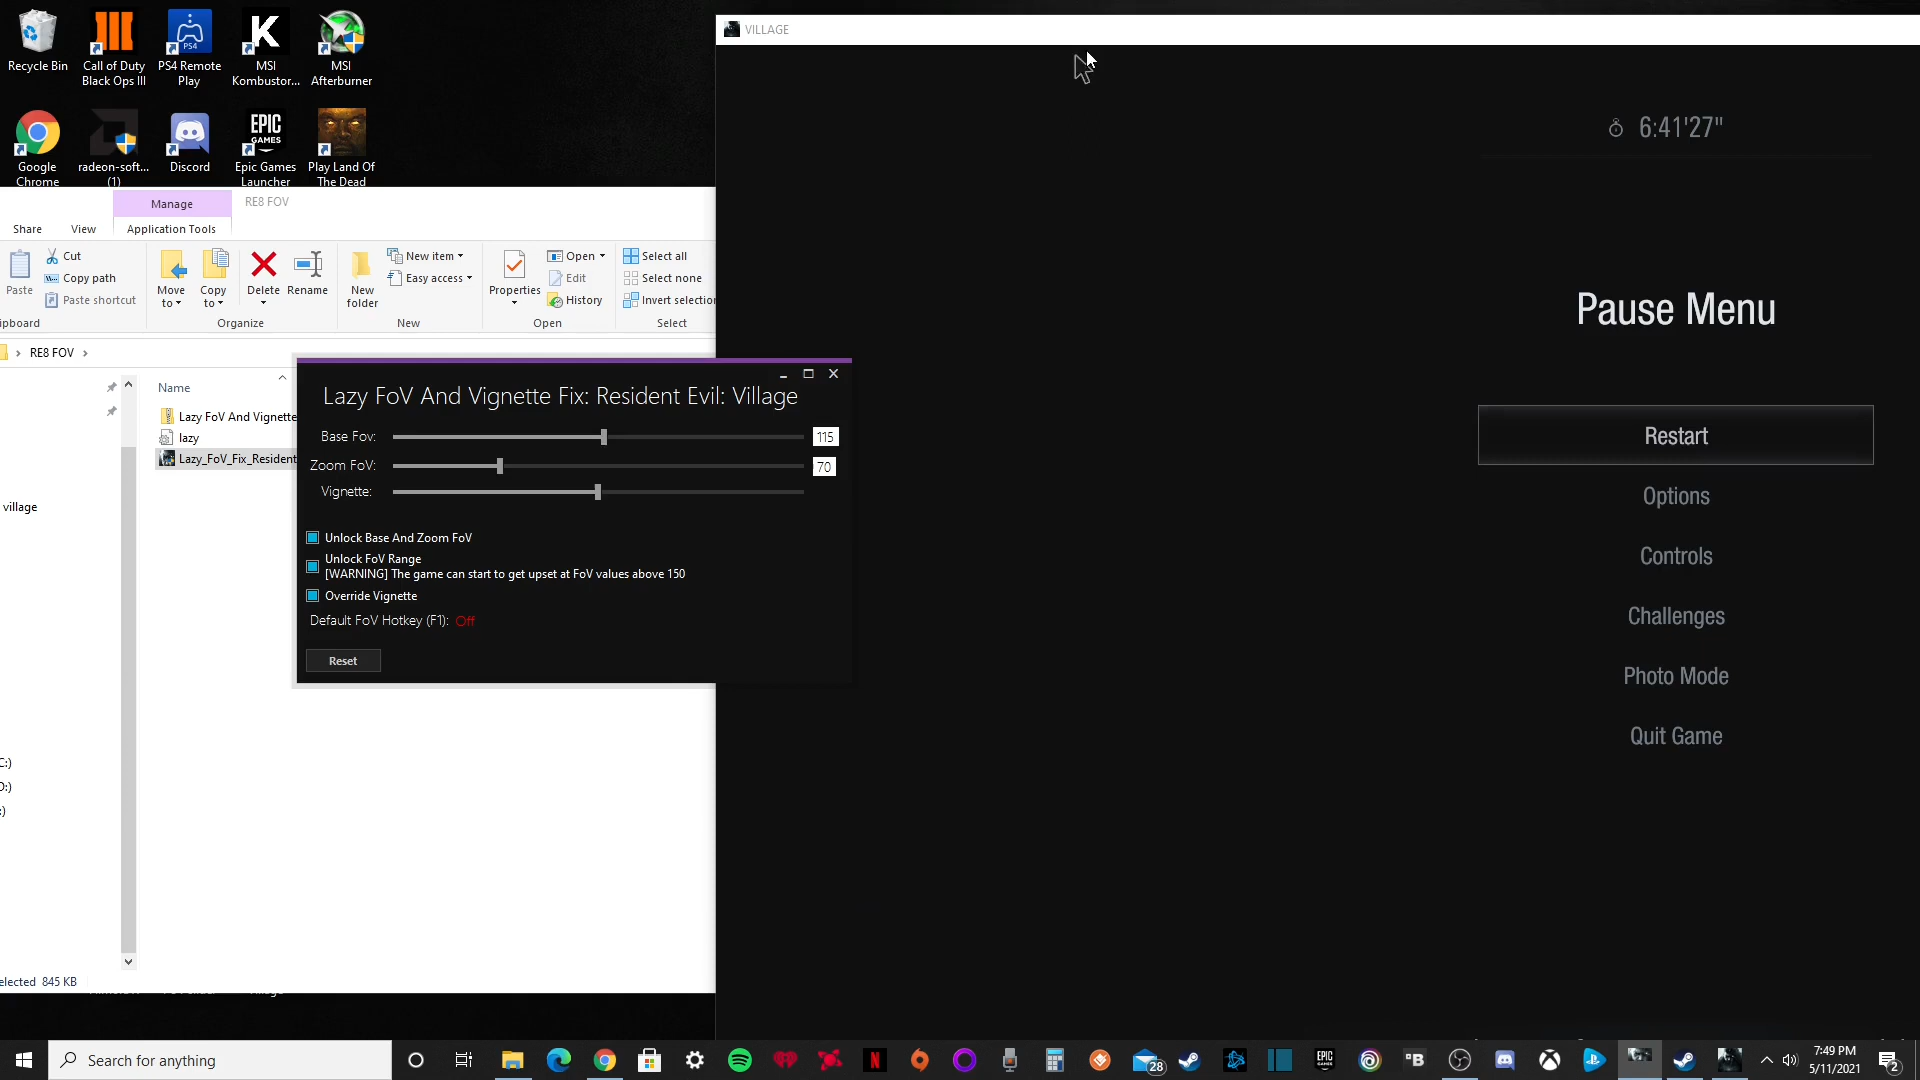 Recycle Bin
Call of Duty
Black Ops III
PS4 Remote
Play
MSI
Kombustor...
MSI
Afterburner
Google
Chrome
radeon-soft...
(1)
Discord
EPIC
GAMES
Epic Games
Launcher
Play Land Of
The Dead
Manage
RE8 FOV
Share
View
Application Tools
Paste
Cut
Copy path
Paste shortcut
Move
to
Copy
to
Delete
Rename
New
folder
New item
Easy access
Properties
Open
Edit
History
Select all
Select none
Invert selection
ipboard
Organize
New
Open
Select
RE8 FOV
Name
Lazy FoV And Vignette
lazy
Lazy_FoV_Fix_Resident
village
C:)
D:)
:)
elected 845 KB
Lazy FoV And Vignette Fix: Resident Evil: Village
Base Fov: 115
Zoom FoV: 70
Vignette:
Unlock Base And Zoom FoV
Unlock FoV Range
[WARNING] The game can start to get upset at FoV values above 150
Override Vignette
Default FoV Hotkey (F1): Off
Reset
VILLAGE
6:41'27"
Pause Menu
Restart
Options
Controls
Challenges
Photo Mode
Quit Game
Search for anything
28
EPIC
B
7:49 PM
5/11/2021
2